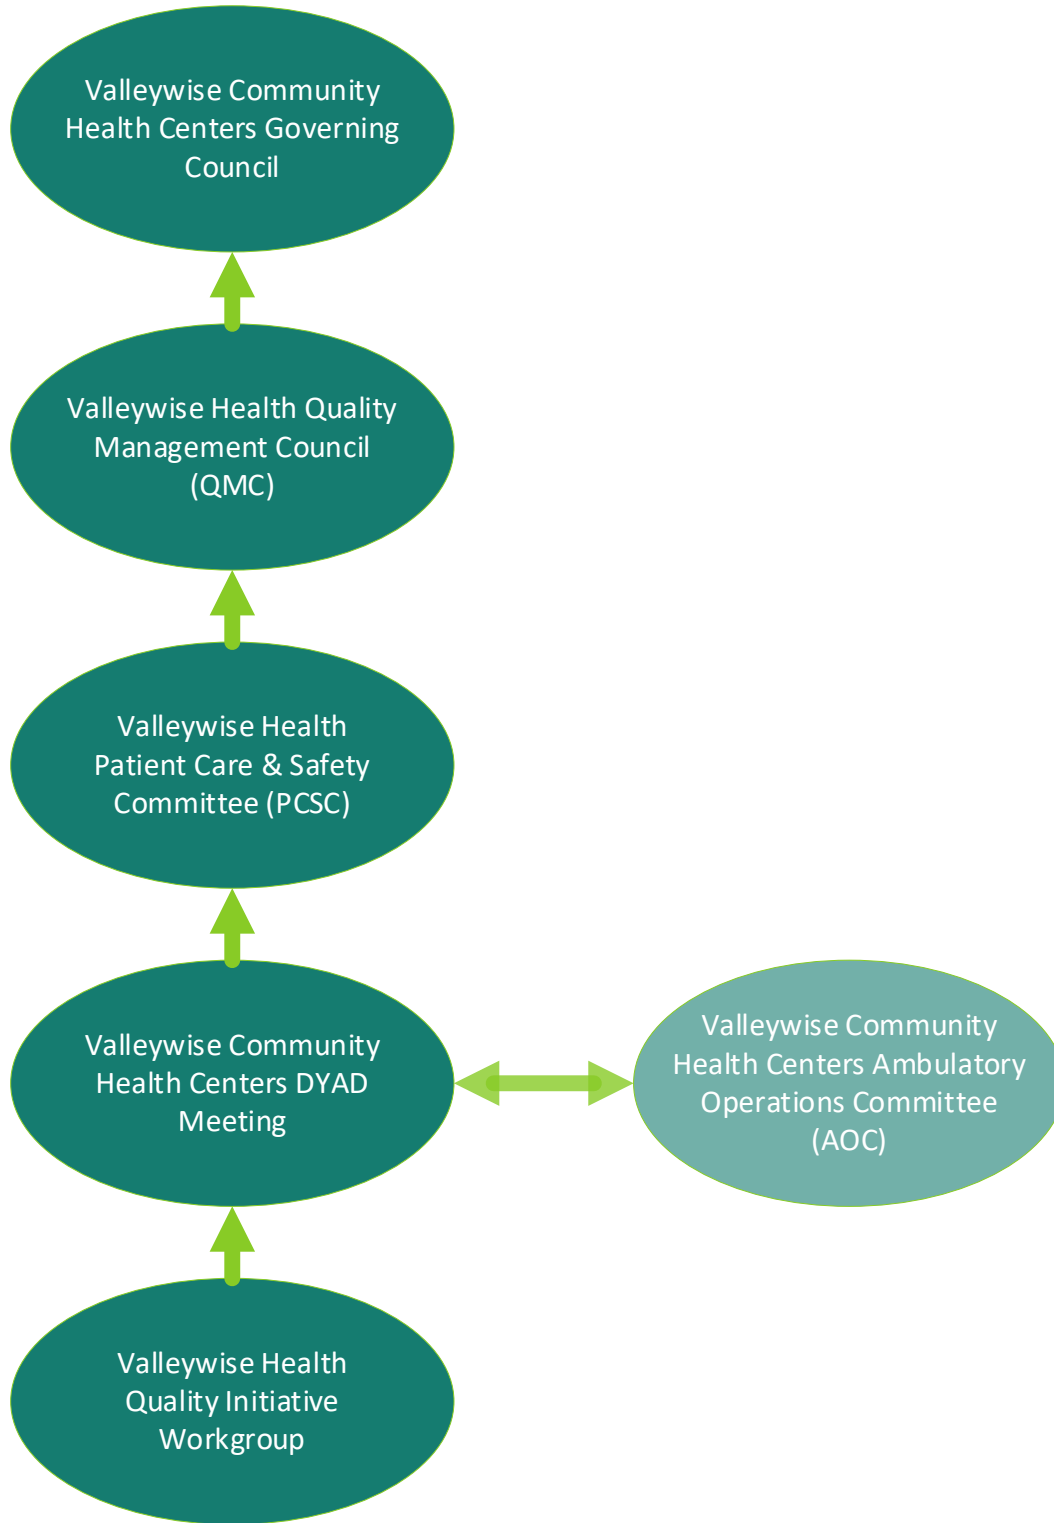 Valleywise Community
Health Centers Governing
Council
Valleywise Health Quality
Management Council
(QMC)
Valleywise Health
Patient Care & Safety
Committee (PCSC)
Valleywise Community
Health Centers DYAD
Meeting
Valleywise Community
Health Centers Ambulatory
Operations Committee
(AOC)
Valleywise Health
Quality Initiative
Workgroup